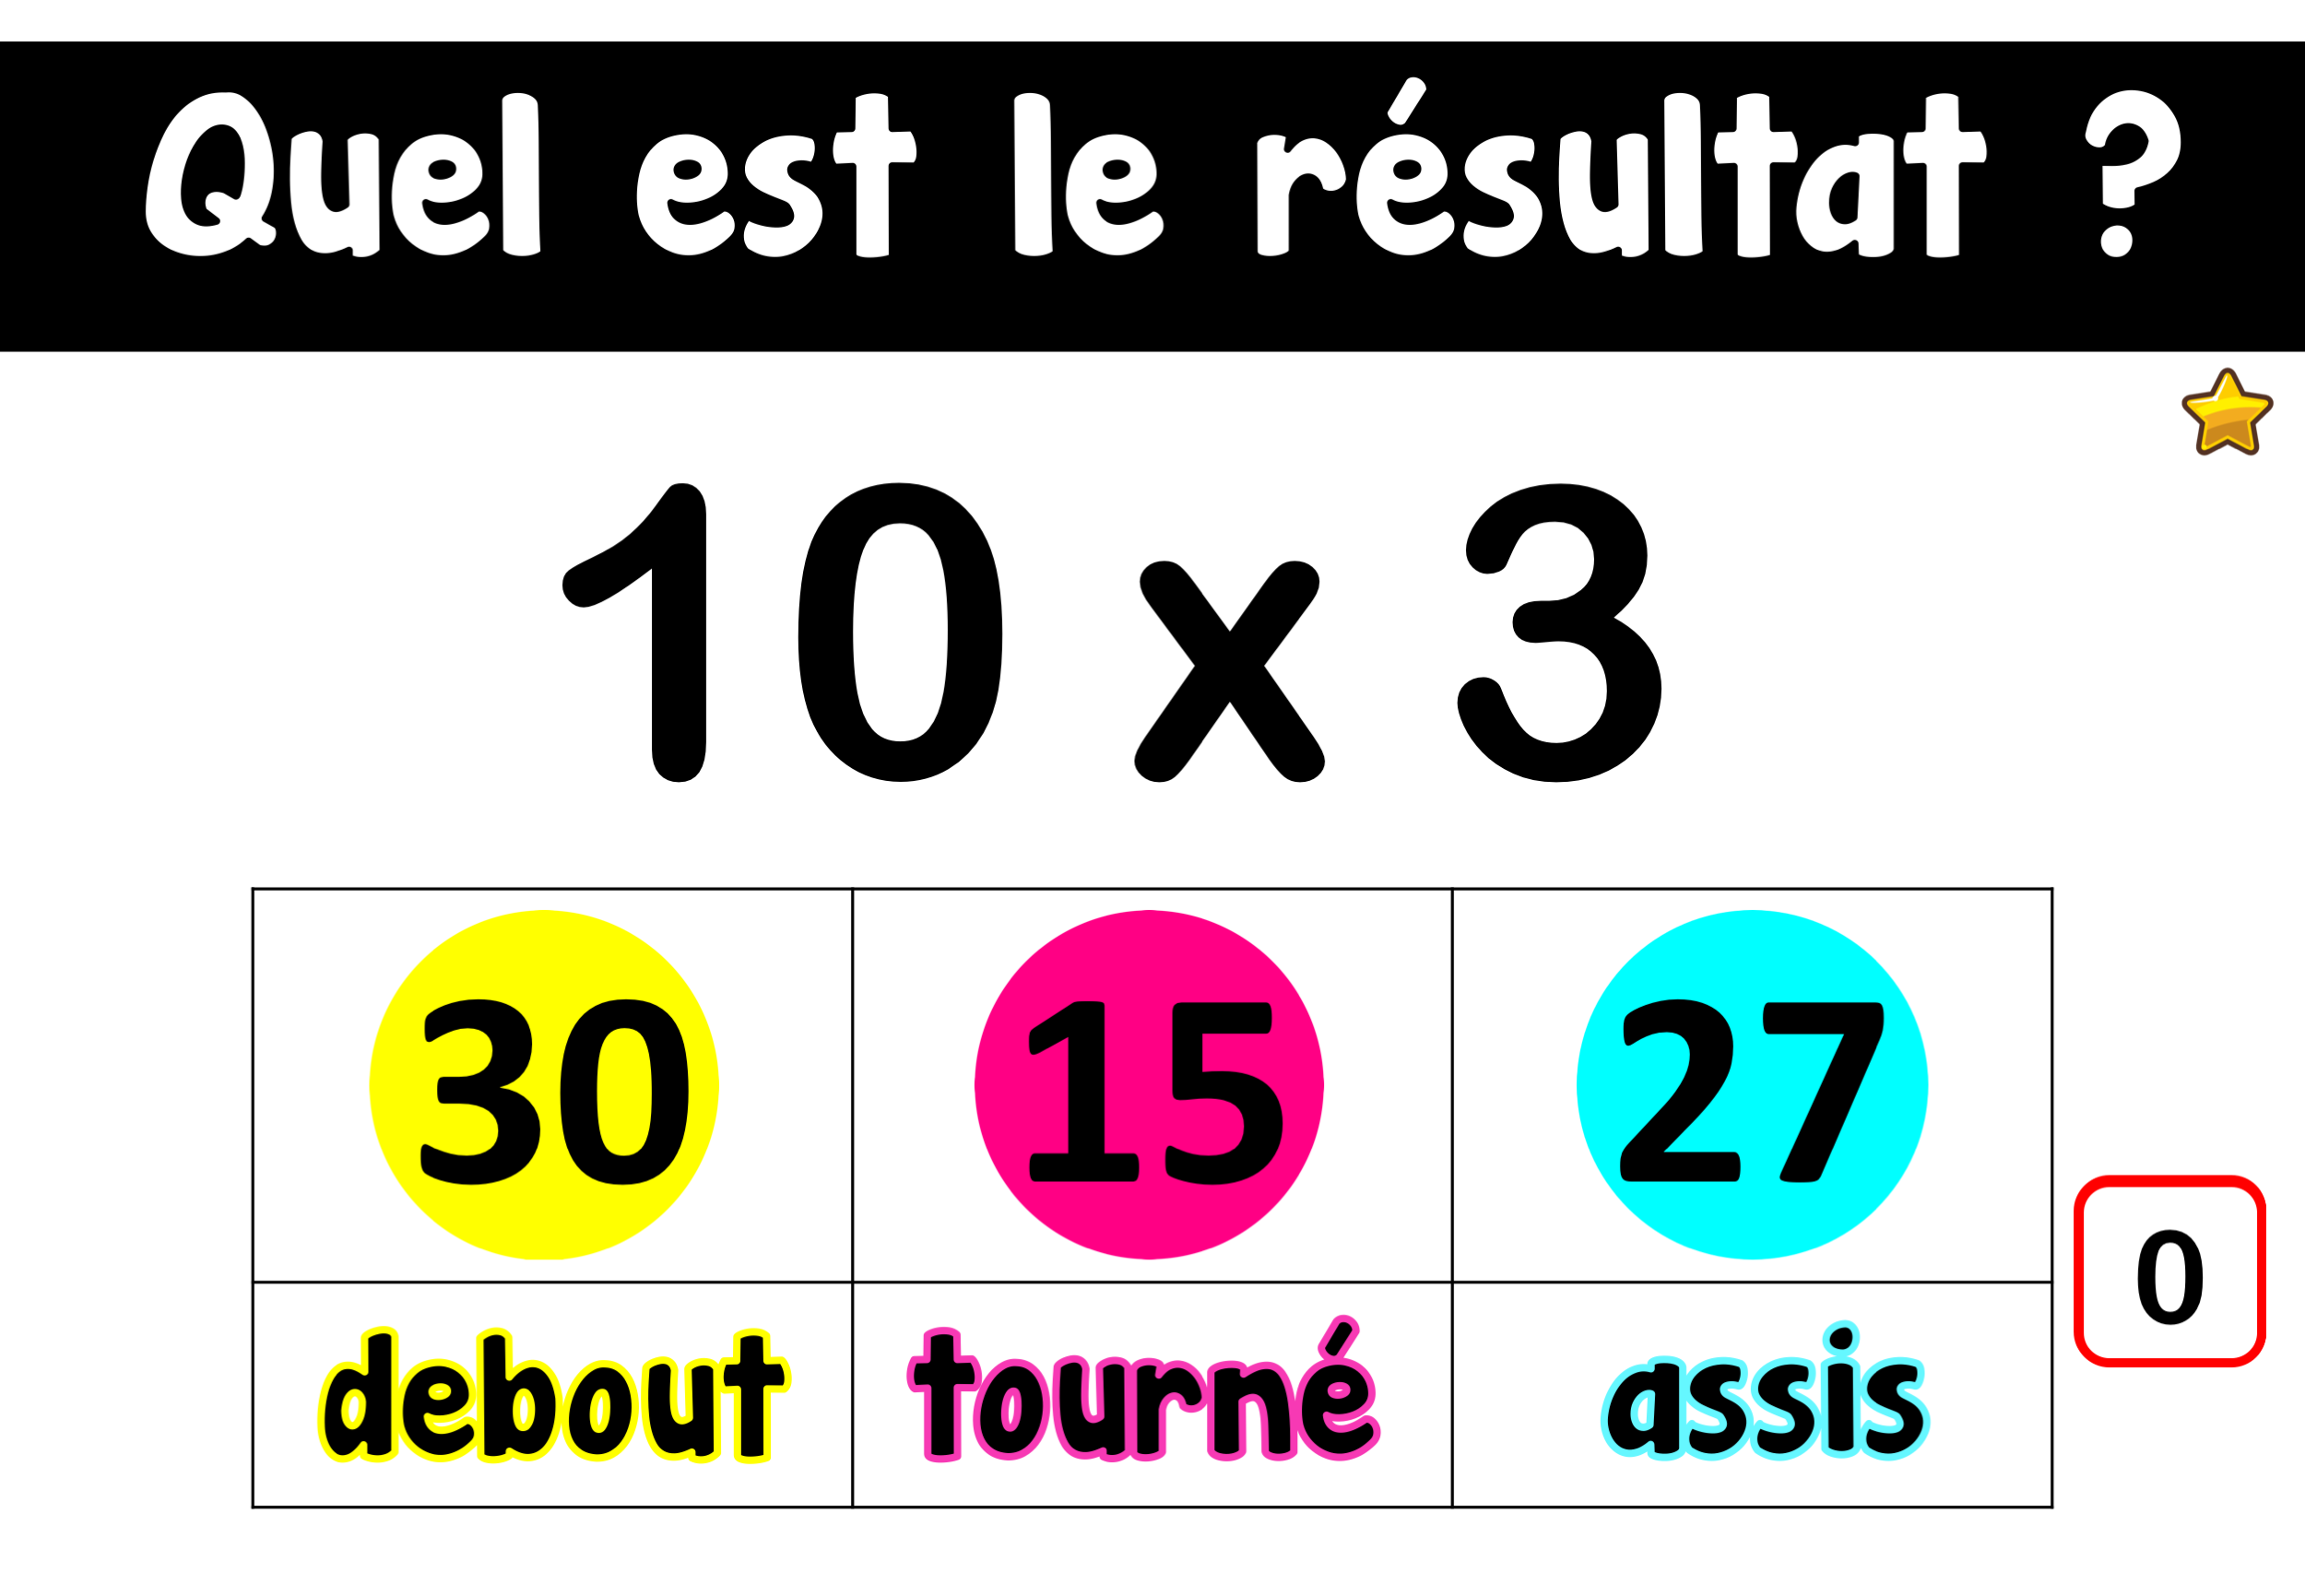 Quel est le résultat ?
10 x 3
30 15 27
0
debout tourné assis